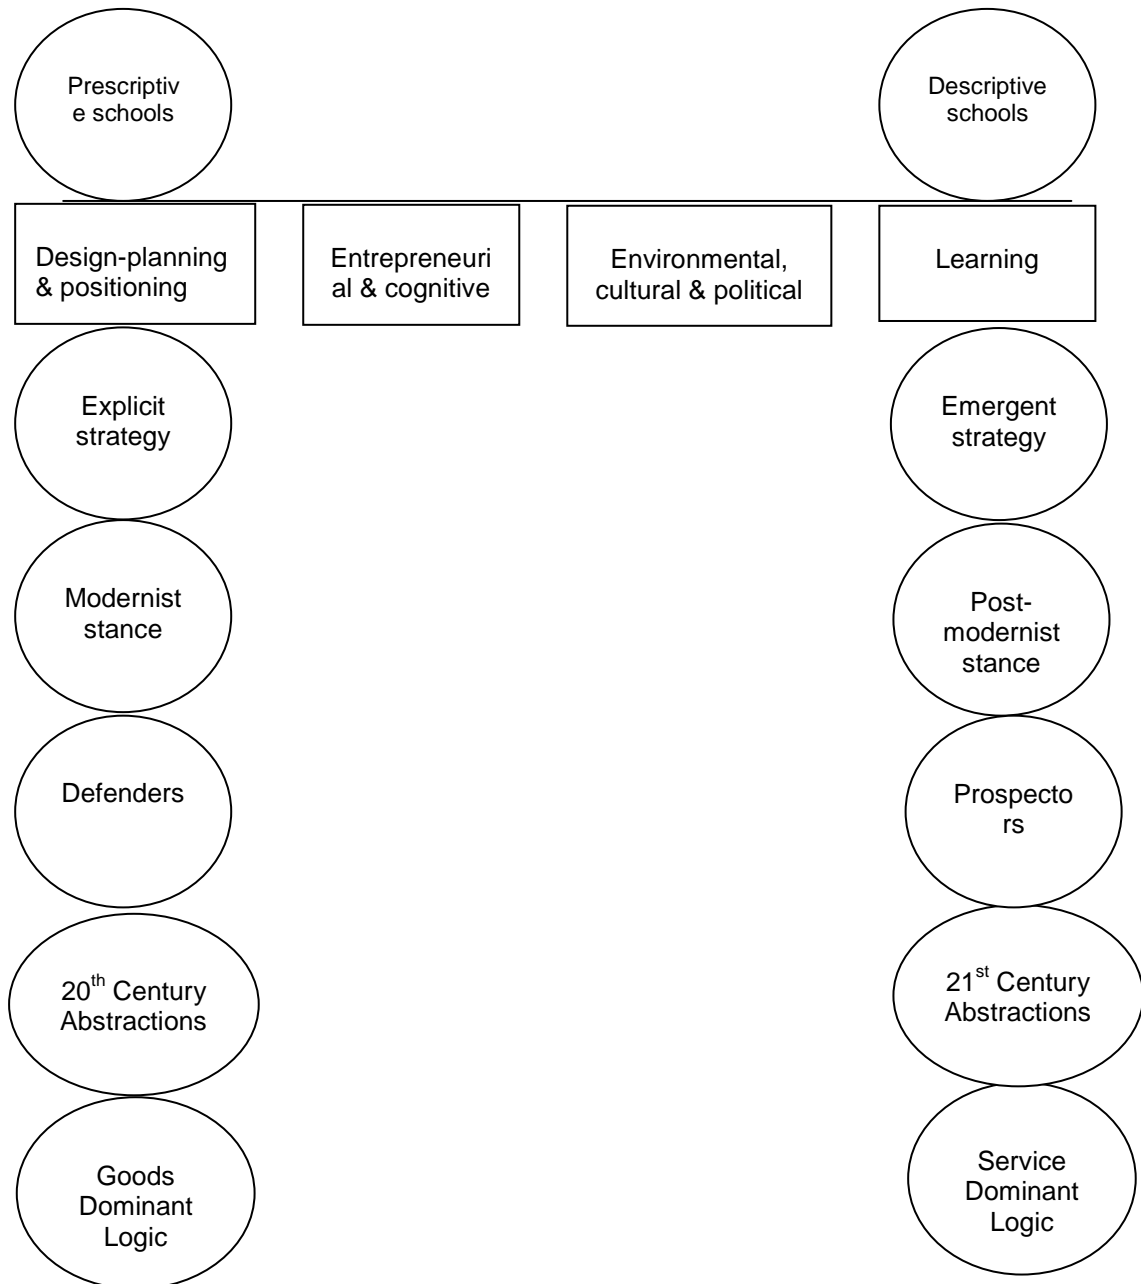 Prescriptiv
e schools
Descriptive
schools
Design-planning
& positioning
Entrepreneuri
al & cognitive
Environmental,
cultural & political
Learning
Explicit
strategy
Emergent
strategy
Modernist
stance
Post-
modernist
stance
Defenders
Prospecto
rs
20th Century
Abstractions
21st Century
Abstractions
Goods
Dominant
Logic
Service
Dominant
Logic